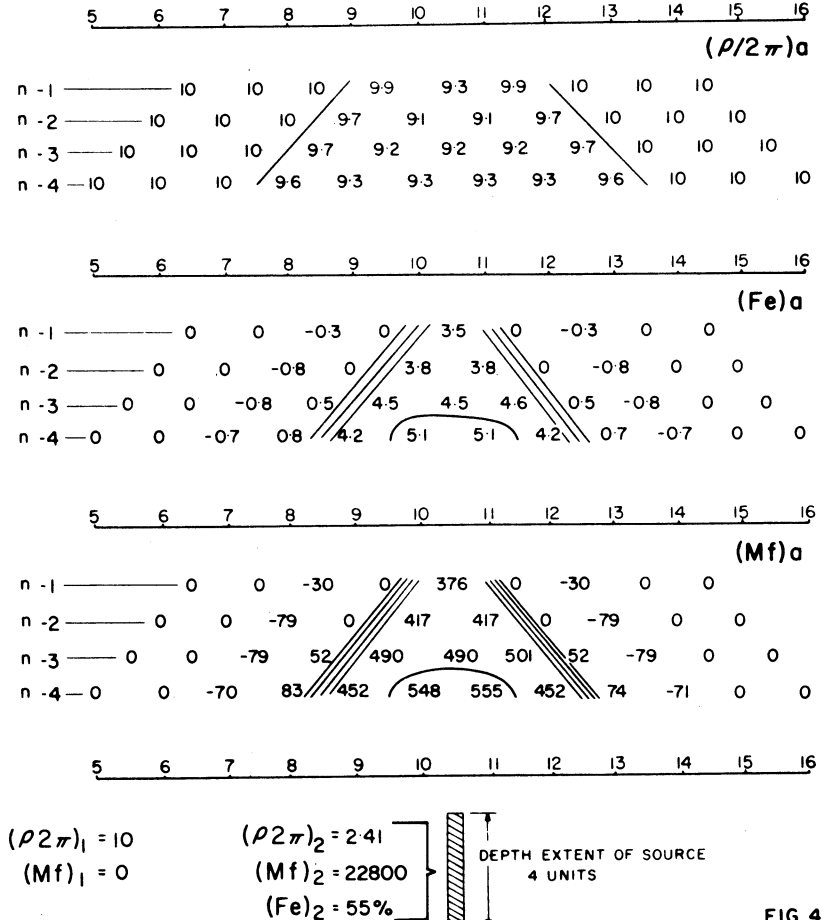 5 6 7 8 9 10 11 12 13 14 15 16
(ρ/2π)a
n -1 10 10 10 9·9 9·3 9·9 10 10 10
n -2 10 10 10 9·7 9·1 9·1 9·7 10 10 10
n -3 10 10 10 9·7 9·2 9·2 9·2 9·7 10 10 10
n -4 10 10 10 9·6 9·3 9·3 9·3 9·3 9·6 10 10 10
5 6 7 8 9 10 11 12 13 14 15 16
(Fe)a
n -1 0 0 -0·3 0 3·5 0 -0·3 0 0
n -2 0 0 -0·8 0 3·8 3·8 0 -0·8 0 0
n -3 0 0 -0·8 0·5 4·5 4·5 4·6 0·5 -0·8 0 0
n -4 0 0 -0·7 0·8 4·2 5·1 5·1 4·2 0·7 -0·7 0 0
5 6 7 8 9 10 11 12 13 14 15 16
(Mf)a
n -1 0 0 -30 0 376 0 -30 0 0
n -2 0 0 -79 0 417 417 0 -79 0 0
n -3 0 0 -79 52 490 490 501 52 -79 0 0
n -4 0 0 -70 83 452 548 555 452 74 -71 0 0
5 6 7 8 9 10 11 12 13 14 15 16
(ρ2π)₁ = 10 (ρ2π)₂ = 2·41
(Mf)₁ = 0 (Mf)₂ = 22800
(Fe)₂ = 55%
DEPTH EXTENT OF SOURCE
4 UNITS
FIG 4